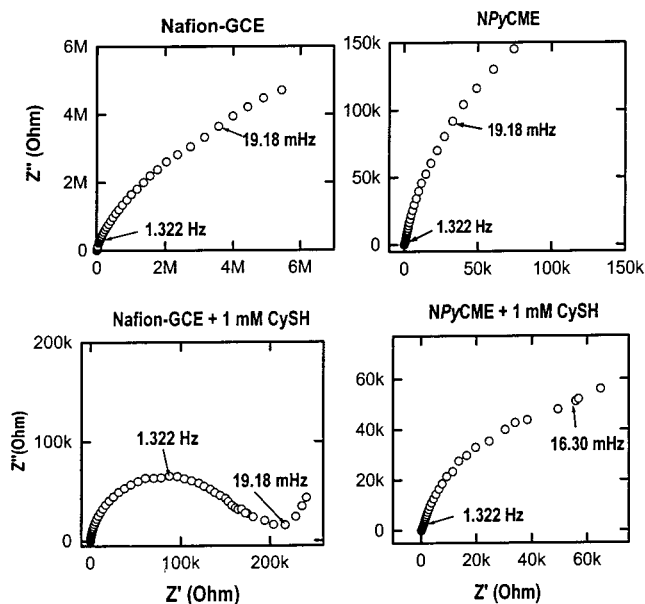 Nafion-GCE
NPyCME
6M
4M
2M
0
Z'' (Ohm)
19.18 mHz
1.322 Hz
0
2M
4M
6M
150k
100k
50k
0
19.18 mHz
1.322 Hz
0
50k
100k
150k
Nafion-GCE + 1 mM CySH
NPyCME + 1 mM CySH
200k
100k
0
Z''(Ohm)
1.322 Hz
19.18 mHz
0
100k
200k
Z' (Ohm)
60k
40k
20k
0
16.30 mHz
1.322 Hz
0
20k
40k
60k
Z' (Ohm)